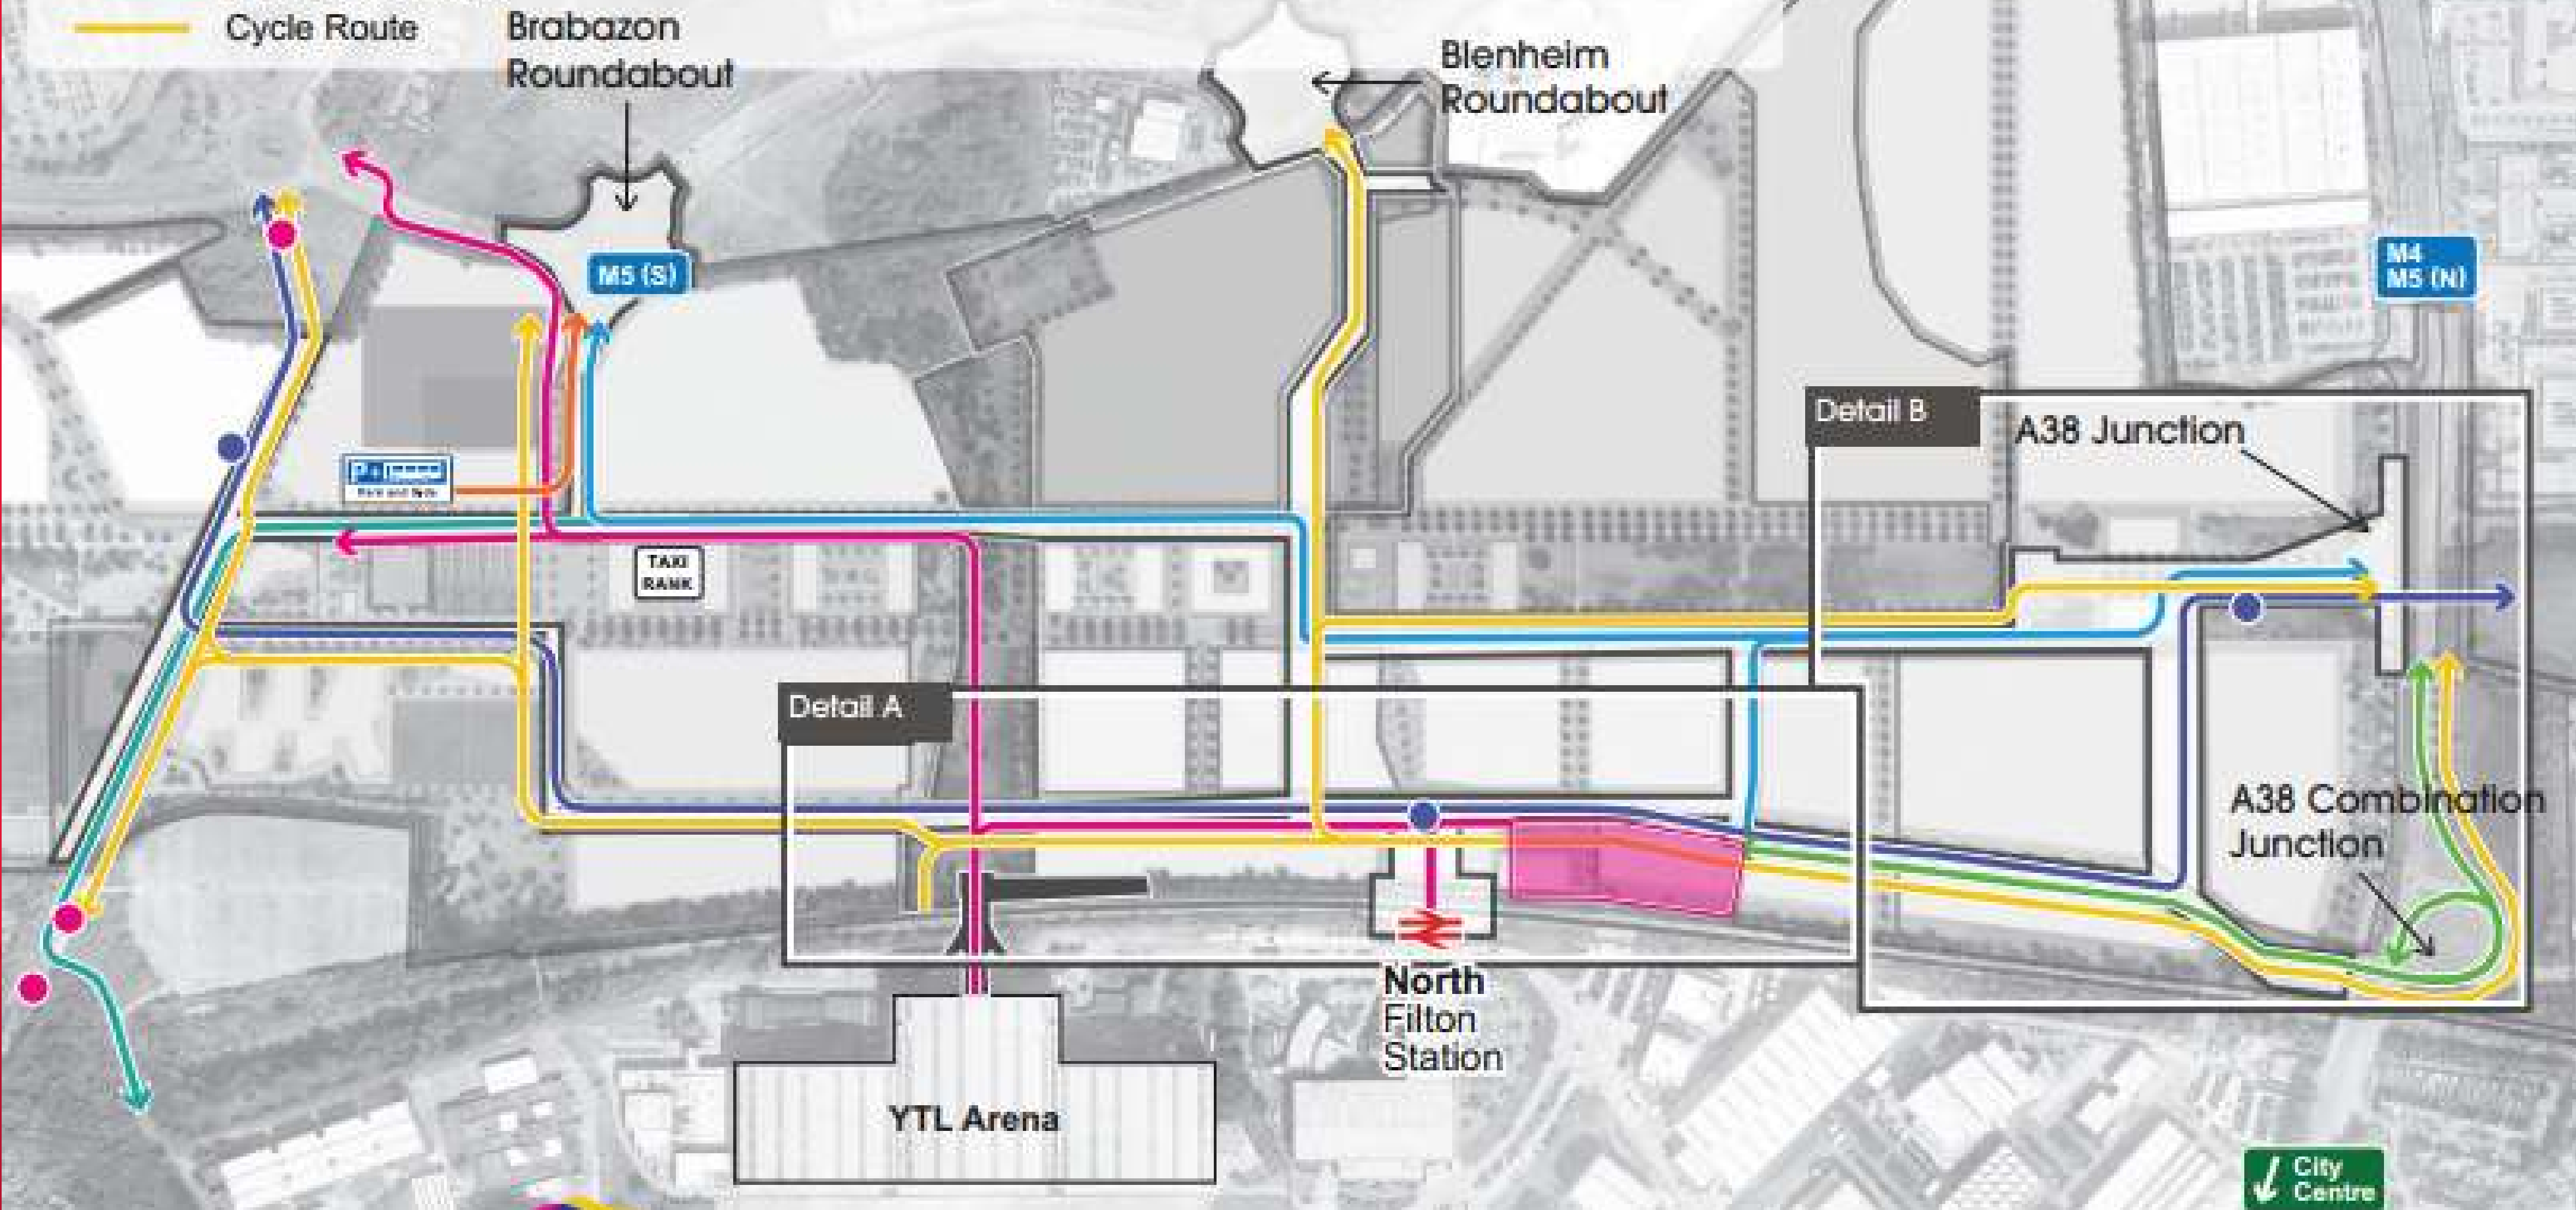 Cycle Route
Brabazon
Roundabout
Blenheim
Roundabout
M5 (S)
M4
M5 (N)
Detail B
A38 Junction
TAXI
RANK
Detail A
A38 Combination
Junction
North
Filton
Station
YTL Arena
City
Centre